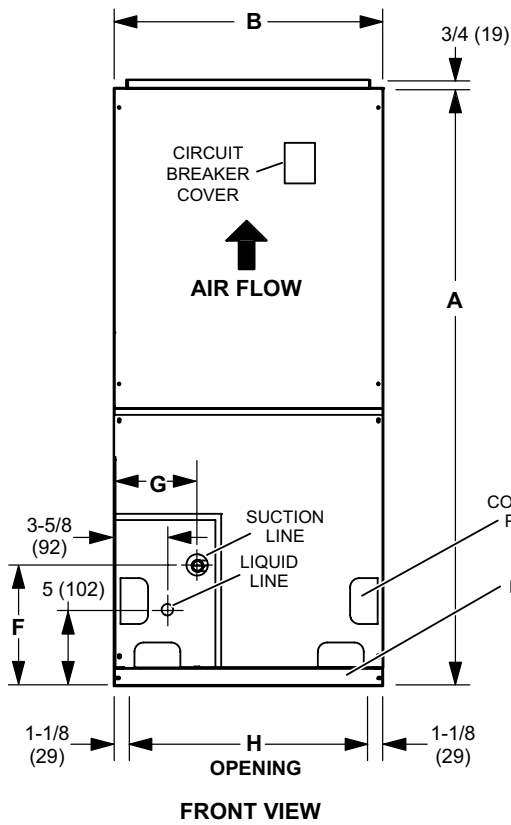 B
3/4 (19)
CIRCUIT
BREAKER
COVER
AIR FLOW
A
G
3-5/8
(92)
SUCTION
LINE
LIQUID
LINE
5 (102)
F
1-1/8
(29)
H
OPENING
1-1/8
(29)
FRONT VIEW